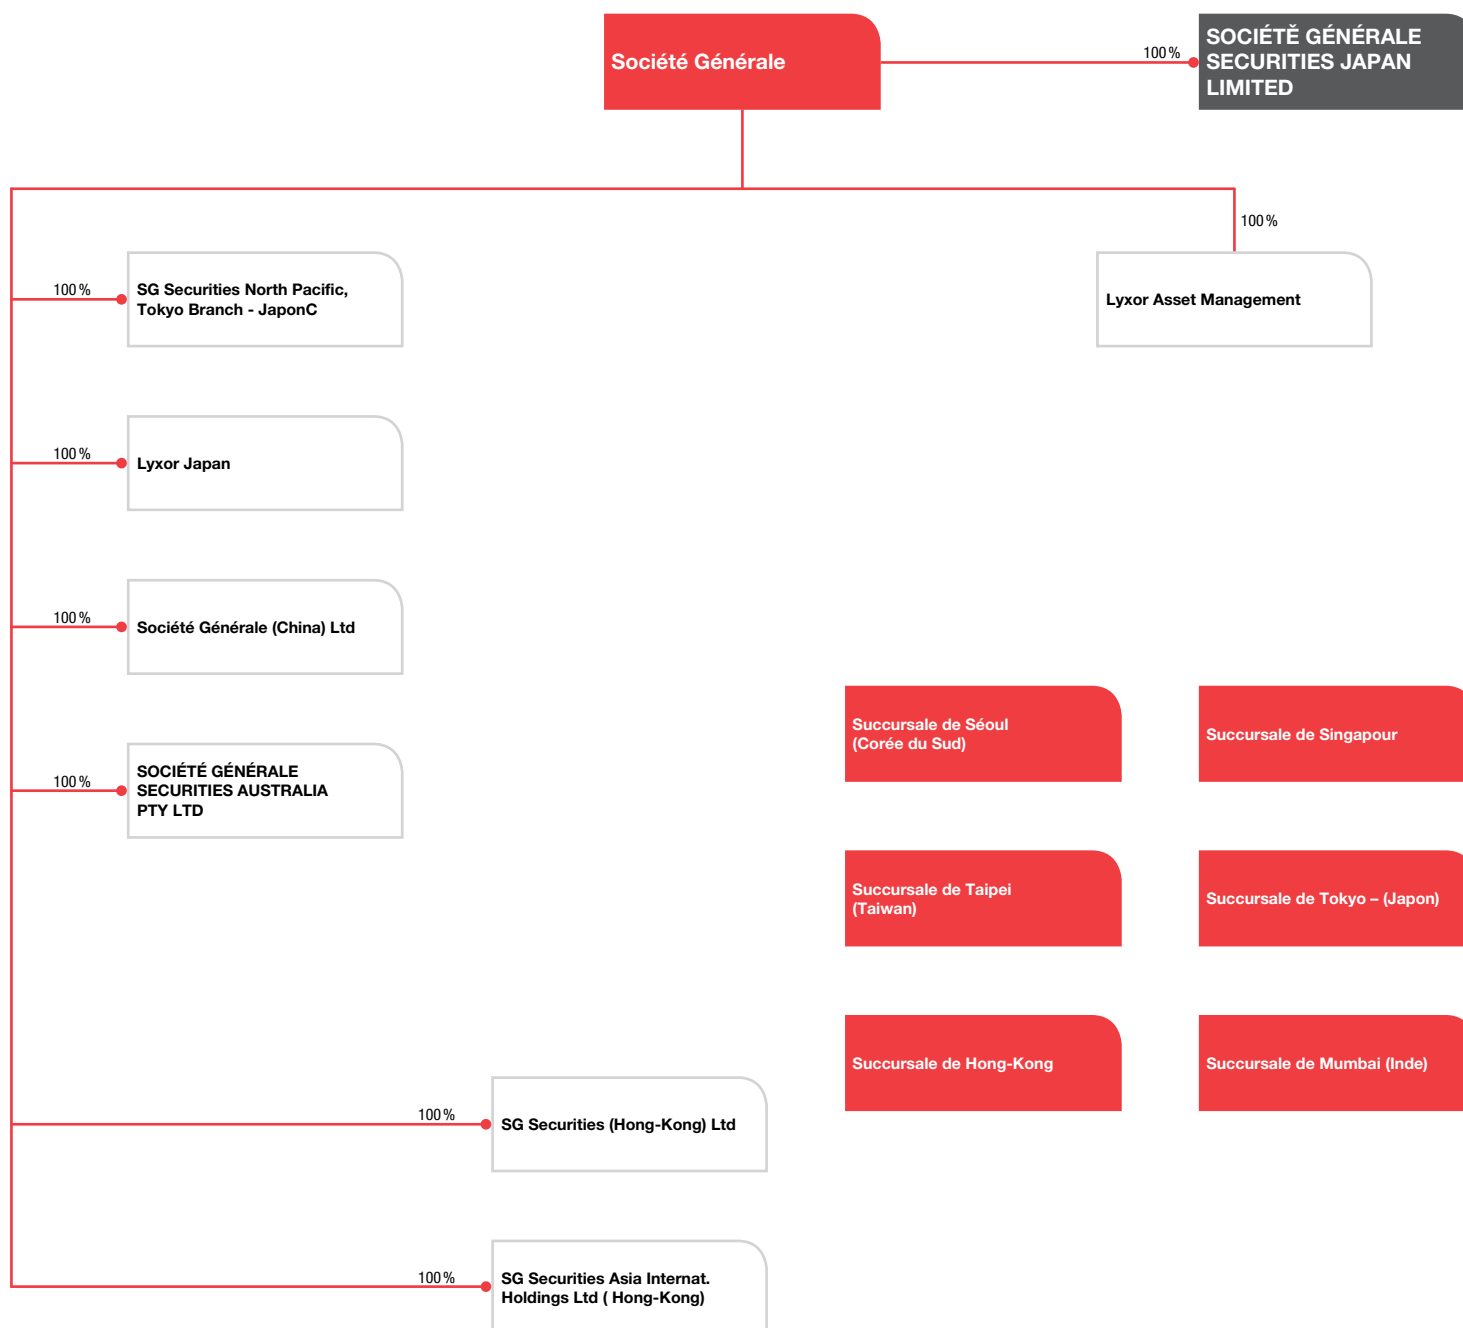 Société Générale
100 %
SOCIÉTĚ GÉNÉRALE
SECURITIES JAPAN
LIMITED
100 %
100 %
SG Securities North Pacific,
Tokyo Branch - JaponC
Lyxor Asset Management
100 %
Lyxor Japan
100 %
Société Générale (China) Ltd
100 %
SOCIÉTÉ GÉNÉRALE
SECURITIES AUSTRALIA
PTY LTD
Succursale de Séoul
(Corée du Sud)
Succursale de Singapour
Succursale de Taipei
(Taiwan)
Succursale de Tokyo – (Japon)
Succursale de Hong-Kong
Succursale de Mumbai (Inde)
100 %
SG Securities (Hong-Kong) Ltd
100 %
SG Securities Asia Internat.
Holdings Ltd ( Hong-Kong)